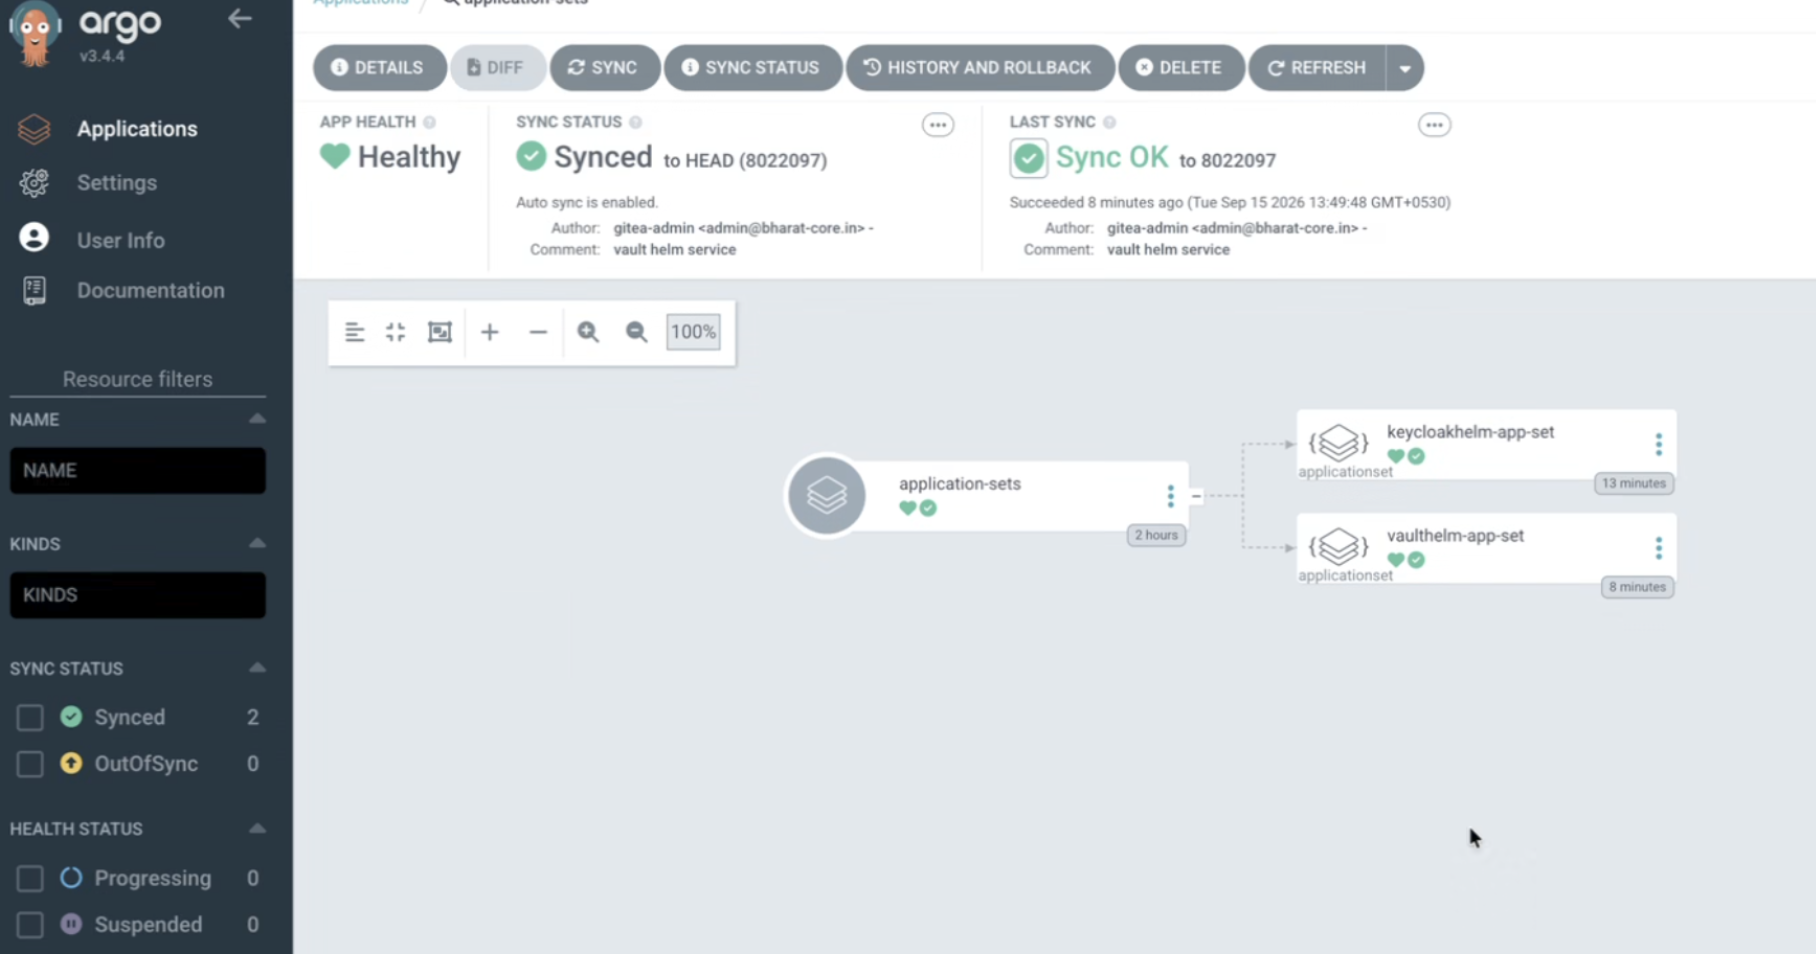 argo
v3.4.4
Applications
Settings
User Info
Documentation
Resource filters
NAME
NAME
KINDS
KINDS
SYNC STATUS
Synced 2
OutOfSync 0
HEALTH STATUS
Progressing 0
Suspended 0
Applications / application-sets
DETAILS
DIFF
SYNC
SYNC STATUS
HISTORY AND ROLLBACK
DELETE
REFRESH
APP HEALTH
Healthy
SYNC STATUS
Synced to HEAD (8022097)
Auto sync is enabled.
Author: gitea-admin <admin@bharat-core.in> -
Comment: vault helm service
LAST SYNC
Sync OK to 8022097
Succeeded 8 minutes ago (Tue Sep 15 2026 13:49:48 GMT+0530)
Author: gitea-admin <admin@bharat-core.in> -
Comment: vault helm service
100%
application-sets
2 hours
keycloakhelm-app-set
applicationset
13 minutes
vaulthelm-app-set
applicationset
8 minutes